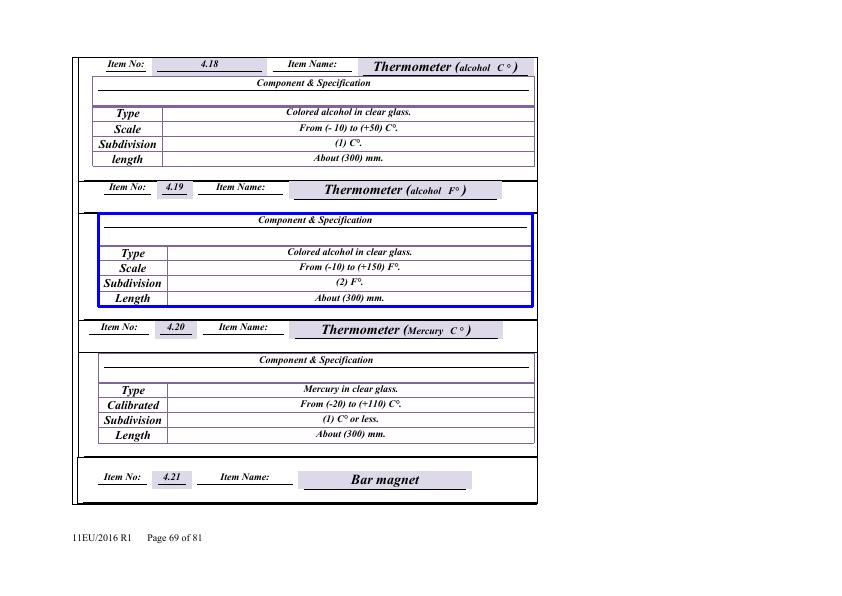 Item No: 4.18 Item Name: Thermometer (alcohol C° )
Component & Specification
Type Colored alcohol in clear glass.
Scale From (- 10) to (+50) C°.
Subdivision (1) C°.
length About (300) mm.
Item No: 4.19 Item Name: Thermometer (alcohol F° )
Component & Specification
Type Colored alcohol in clear glass.
Scale From (-10) to (+150) F°.
Subdivision (2) F°.
Length About (300) mm.
Item No: 4.20 Item Name: Thermometer (Mercury C° )
Component & Specification
Type Mercury in clear glass.
Calibrated From (-20) to (+110) C°.
Subdivision (1) C° or less.
Length About (300) mm.
Item No: 4.21 Item Name: Bar magnet
11EU/2016 R1 Page 69 of 81